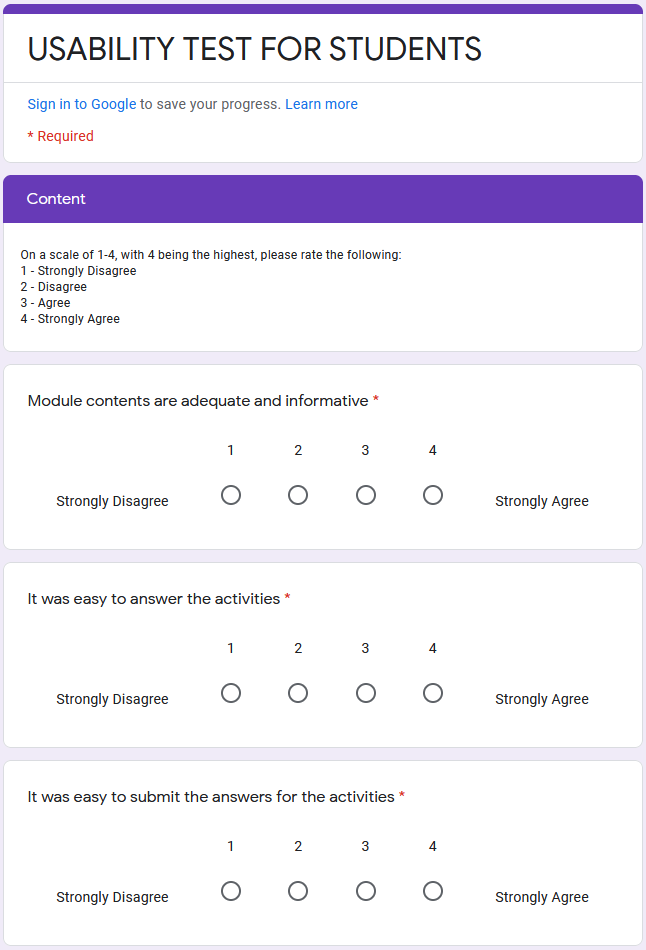 USABILITY TEST FOR STUDENTS
Sign in to Google to save your progress. Learn more
* Required
Content
On a scale of 1-4, with 4 being the highest, please rate the following:
1 - Strongly Disagree
2 - Disagree
3 - Agree
4 - Strongly Agree
Module contents are adequate and informative *
1 2 3 4
Strongly Disagree Strongly Agree
It was easy to answer the activities *
1 2 3 4
Strongly Disagree Strongly Agree
It was easy to submit the answers for the activities *
1 2 3 4
Strongly Disagree Strongly Agree